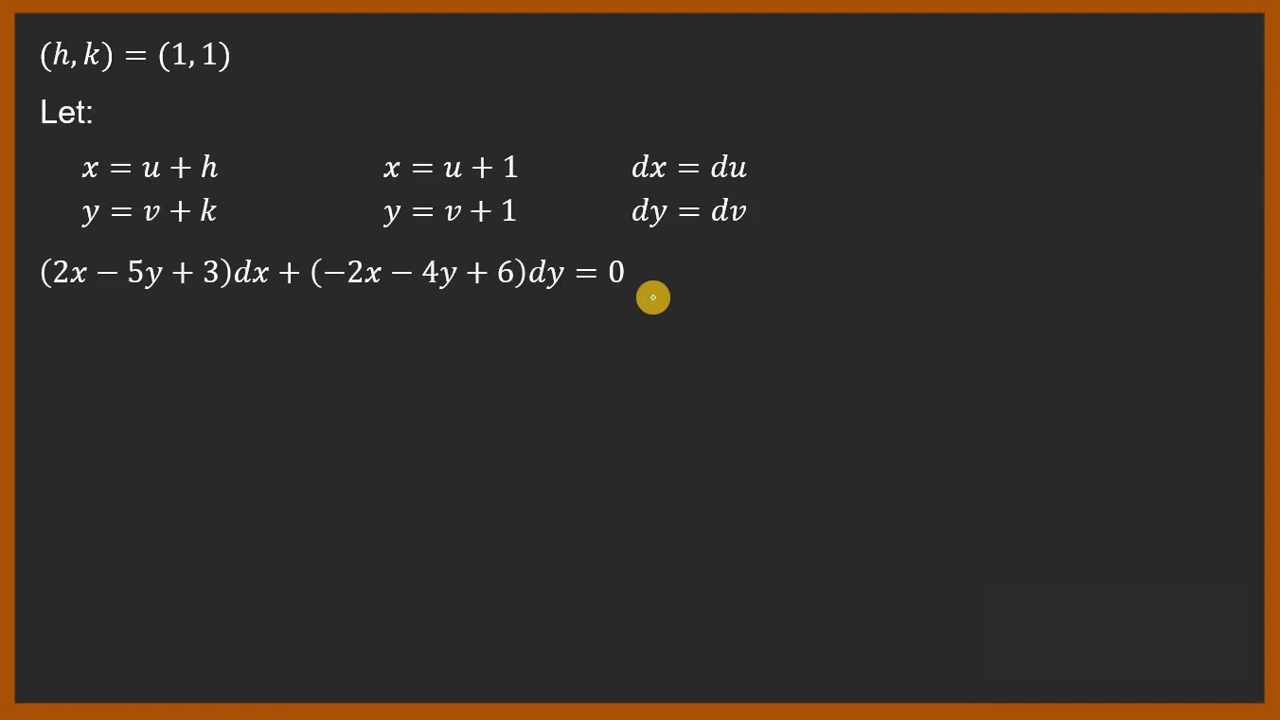 (h, k) = (1, 1)
Let:
x = u + h x = u + 1 dx = du
y = v + k y = v + 1 dy = dv
(2x − 5y + 3)dx + (−2x − 4y + 6)dy = 0